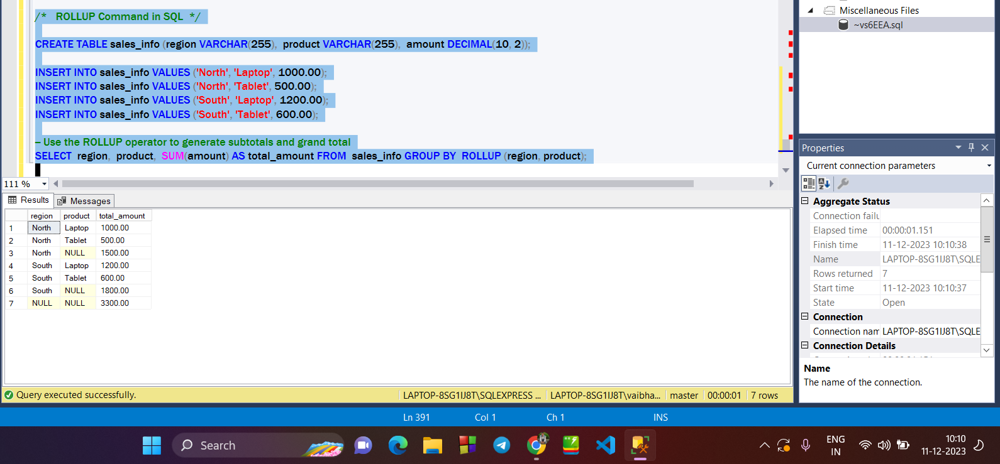 /* ROLLUP Command in SQL */
CREATE TABLE sales_info (region VARCHAR(255), product VARCHAR(255), amount DECIMAL(10, 2));
INSERT INTO sales_info VALUES ('North', 'Laptop', 1000.00);
INSERT INTO sales_info VALUES ('North', 'Tablet', 500.00);
INSERT INTO sales_info VALUES ('South', 'Laptop', 1200.00);
INSERT INTO sales_info VALUES ('South', 'Tablet', 600.00);
-- Use the ROLLUP operator to generate subtotals and grand total
SELECT region, product, SUM(amount) AS total_amount FROM sales_info GROUP BY ROLLUP (region, product);
111 %
Results Messages
region product total_amount
1 North Laptop 1000.00
2 North Tablet 500.00
3 North NULL 1500.00
4 South Laptop 1200.00
5 South Tablet 600.00
6 South NULL 1800.00
7 NULL NULL 3300.00
Query executed successfully. LAPTOP-8SG1IJ8T\SQLEXPRESS ... LAPTOP-8SG1IJ8T\vaibha... master 00:00:01 7 rows
Miscellaneous Files
~vs6EEA.sql
Properties
Current connection parameters
Aggregate Status
Connection failu
Elapsed time 00:00:01.151
Finish time 11-12-2023 10:10:38
Name LAPTOP-8SG1IJ8T\SQLE
Rows returned 7
Start time 11-12-2023 10:10:37
State Open
Connection
Connection nam LAPTOP-8SG1IJ8T\SQLE
Connection Details
Name
The name of the connection.
Ln 391 Col 1 Ch 1 INS
Search
ENG
IN
10:10
11-12-2023